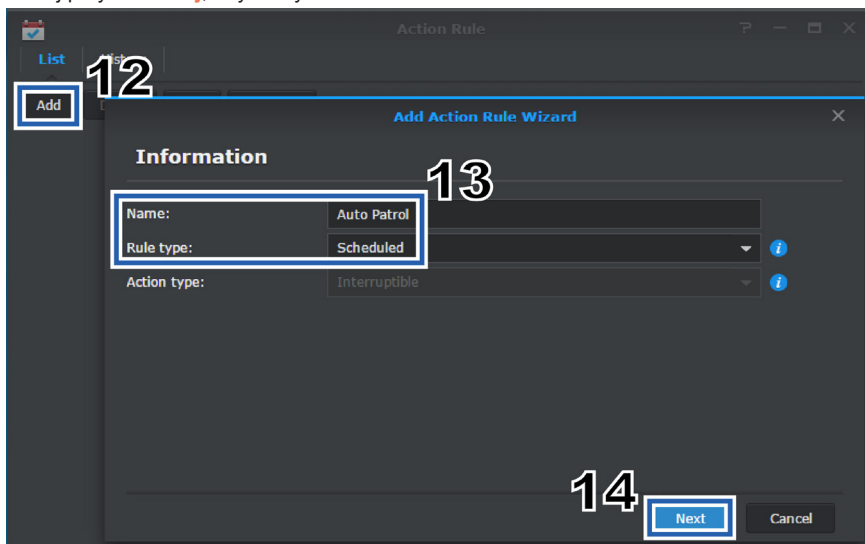 Action Rule
List
12
Add
Add Action Rule Wizard
Information
13
Name: Auto Patrol
Rule type: Scheduled
Action type: Interruptible
14
Next Cancel